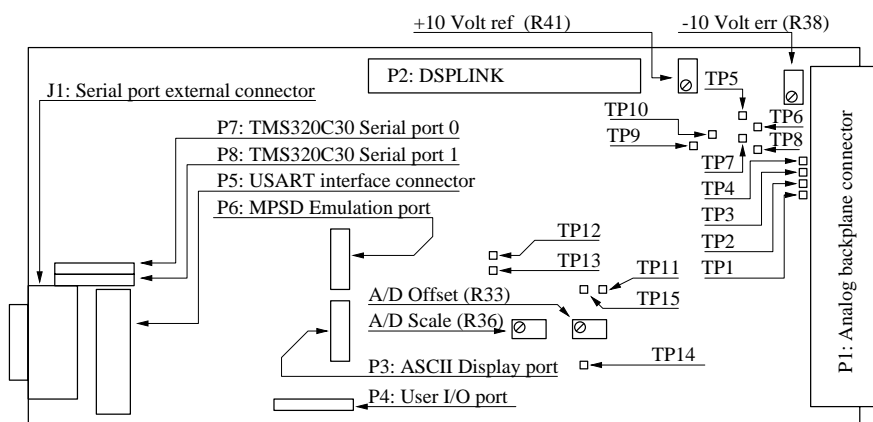 +10 Volt ref (R41)
-10 Volt err (R38)
P2: DSPLINK
J1: Serial port external connector
TP5
TP10
TP6
P7: TMS320C30 Serial port 0
TP9
TP8
P8: TMS320C30 Serial port 1
TP7
P5: USART interface connector
TP4
P6: MPSD Emulation port
TP3
TP12
TP2
TP13
TP11
TP1
A/D Offset (R33)
TP15
A/D Scale (R36)
P3: ASCII Display port
TP14
P4: User I/O port
P1: Analog backplane connector